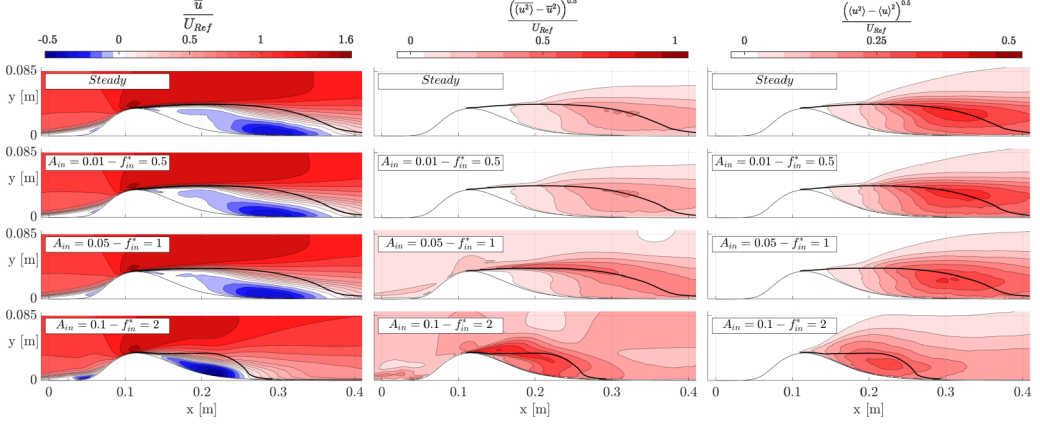 u̅ / U_Ref
((u²)‾ − u̅²)^0.5 / U_Ref
(⟨u²⟩ − ⟨u⟩²)^0.5 / U_Ref
-0.5 0 0.5 1 1.6
0 0.5 1
0 0.25 0.5
0.085 Steady Steady Steady
y [m]
0
0.085 A_in = 0.01 − f*_in = 0.5 A_in = 0.01 − f*_in = 0.5 A_in = 0.01 − f*_in = 0.5
y [m]
0
0.085 A_in = 0.05 − f*_in = 1 A_in = 0.05 − f*_in = 1 A_in = 0.05 − f*_in = 1
y [m]
0
0.085 A_in = 0.1 − f*_in = 2 A_in = 0.1 − f*_in = 2 A_in = 0.1 − f*_in = 2
y [m]
0
0 0.1 0.2 0.3 0.4 0 0.1 0.2 0.3 0.4 0 0.1 0.2 0.3 0.4
x [m] x [m] x [m]